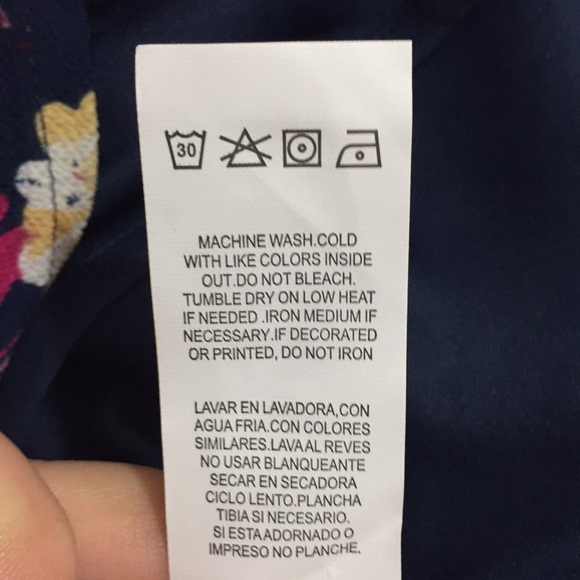 30
MACHINE WASH.COLD
WITH LIKE COLORS INSIDE
OUT.DO NOT BLEACH.
TUMBLE DRY ON LOW HEAT
IF NEEDED .IRON MEDIUM IF
NECESSARY.IF DECORATED
OR PRINTED, DO NOT IRON
LAVAR EN LAVADORA,CON
AGUA FRIA.CON COLORES
SIMILARES.LAVA AL REVES
NO USAR BLANQUEANTE
SECAR EN SECADORA
CICLO LENTO.PLANCHA
TIBIA SI NECESARIO.
SI ESTA ADORNADO O
IMPRESO NO PLANCHE.